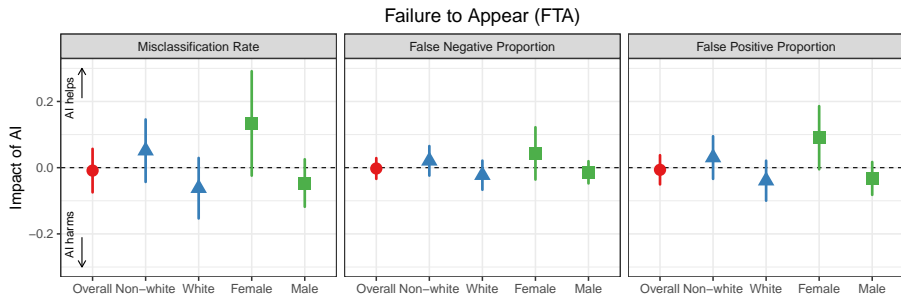 Failure to Appear (FTA)
Misclassification Rate
False Negative Proportion
False Positive Proportion
Impact of AI
0.2
0.0
−0.2
AI helps
AI harms
Overall Non−white White Female Male
Overall Non−white White Female Male
Overall Non−white White Female Male